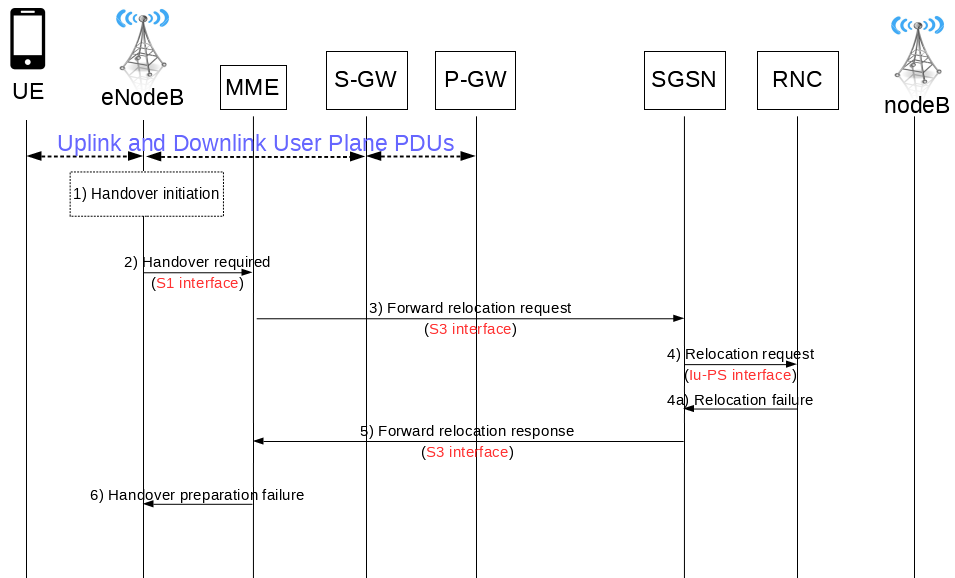 UE
eNodeB
MME
S-GW
P-GW
SGSN
RNC
nodeB
Uplink and Downlink User Plane PDUs
1) Handover initiation
2) Handover required
(S1 interface)
3) Forward relocation request
(S3 interface)
4) Relocation request
(Iu-PS interface)
4a) Relocation failure
5) Forward relocation response
(S3 interface)
6) Handover preparation failure